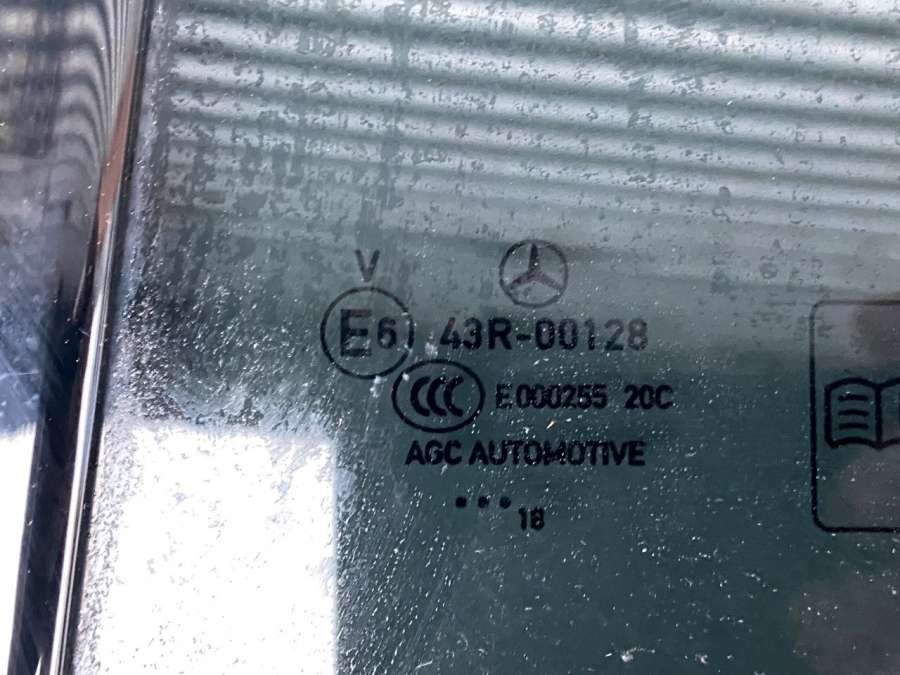 V
E6 43R-00128
CCC E000255 20C
AGC AUTOMOTIVE
•••18